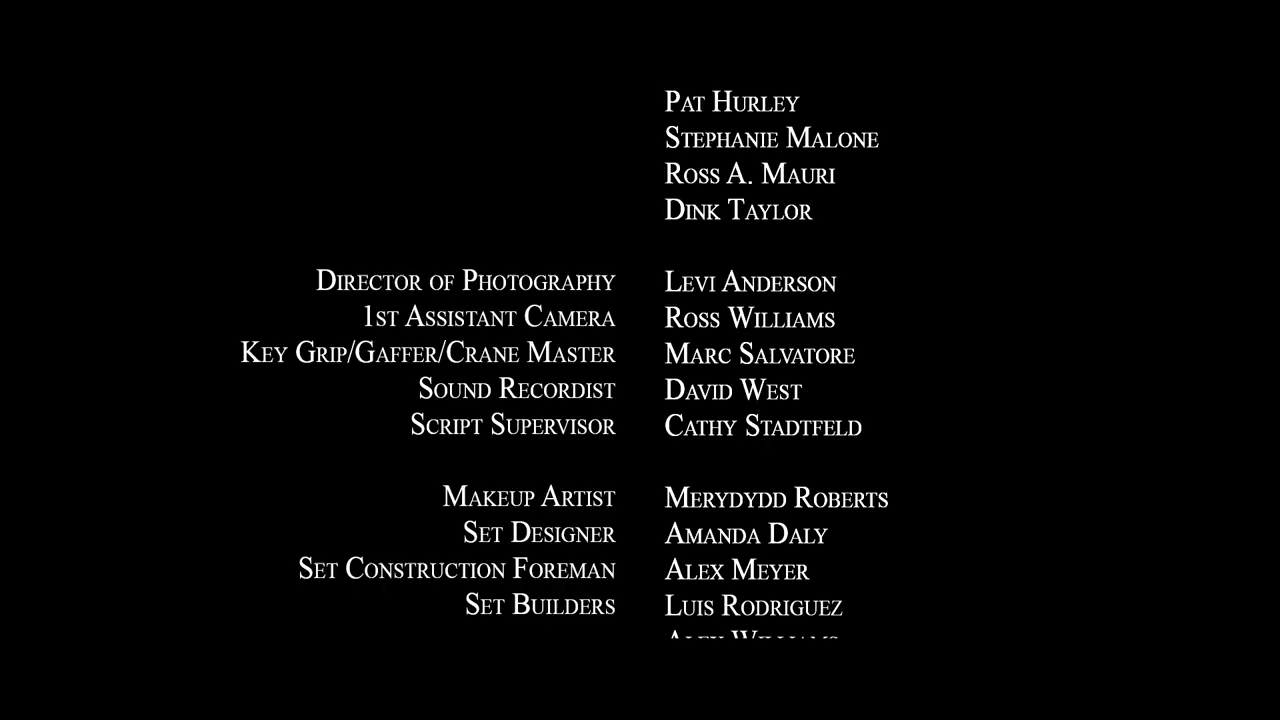 Pat Hurley
Stephanie Malone
Ross A. Mauri
Dink Taylor
Director of Photography Levi Anderson
1st Assistant Camera Ross Williams
Key Grip/Gaffer/Crane Master Marc Salvatore
Sound Recordist David West
Script Supervisor Cathy Stadtfeld
Makeup Artist Merydydd Roberts
Set Designer Amanda Daly
Set Construction Foreman Alex Meyer
Set Builders Luis Rodriguez